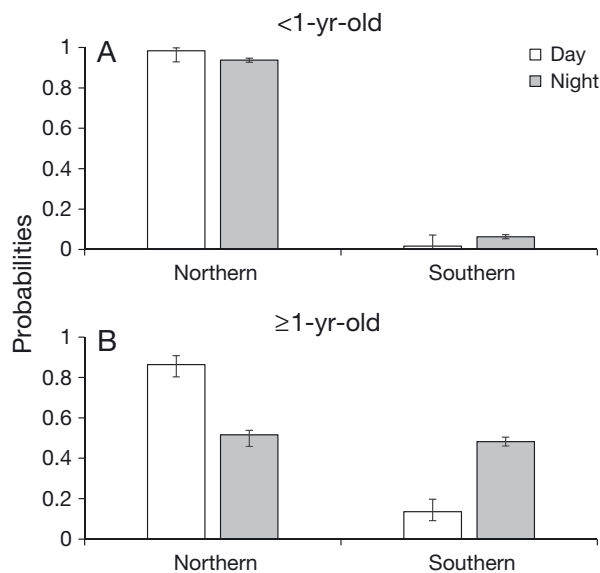 <1-yr-old
A
Day
Night
1
0.8
0.6
0.4
0.2
0
Northern Southern
Probabilities
≥1-yr-old
B
1
0.8
0.6
0.4
0.2
0
Northern Southern